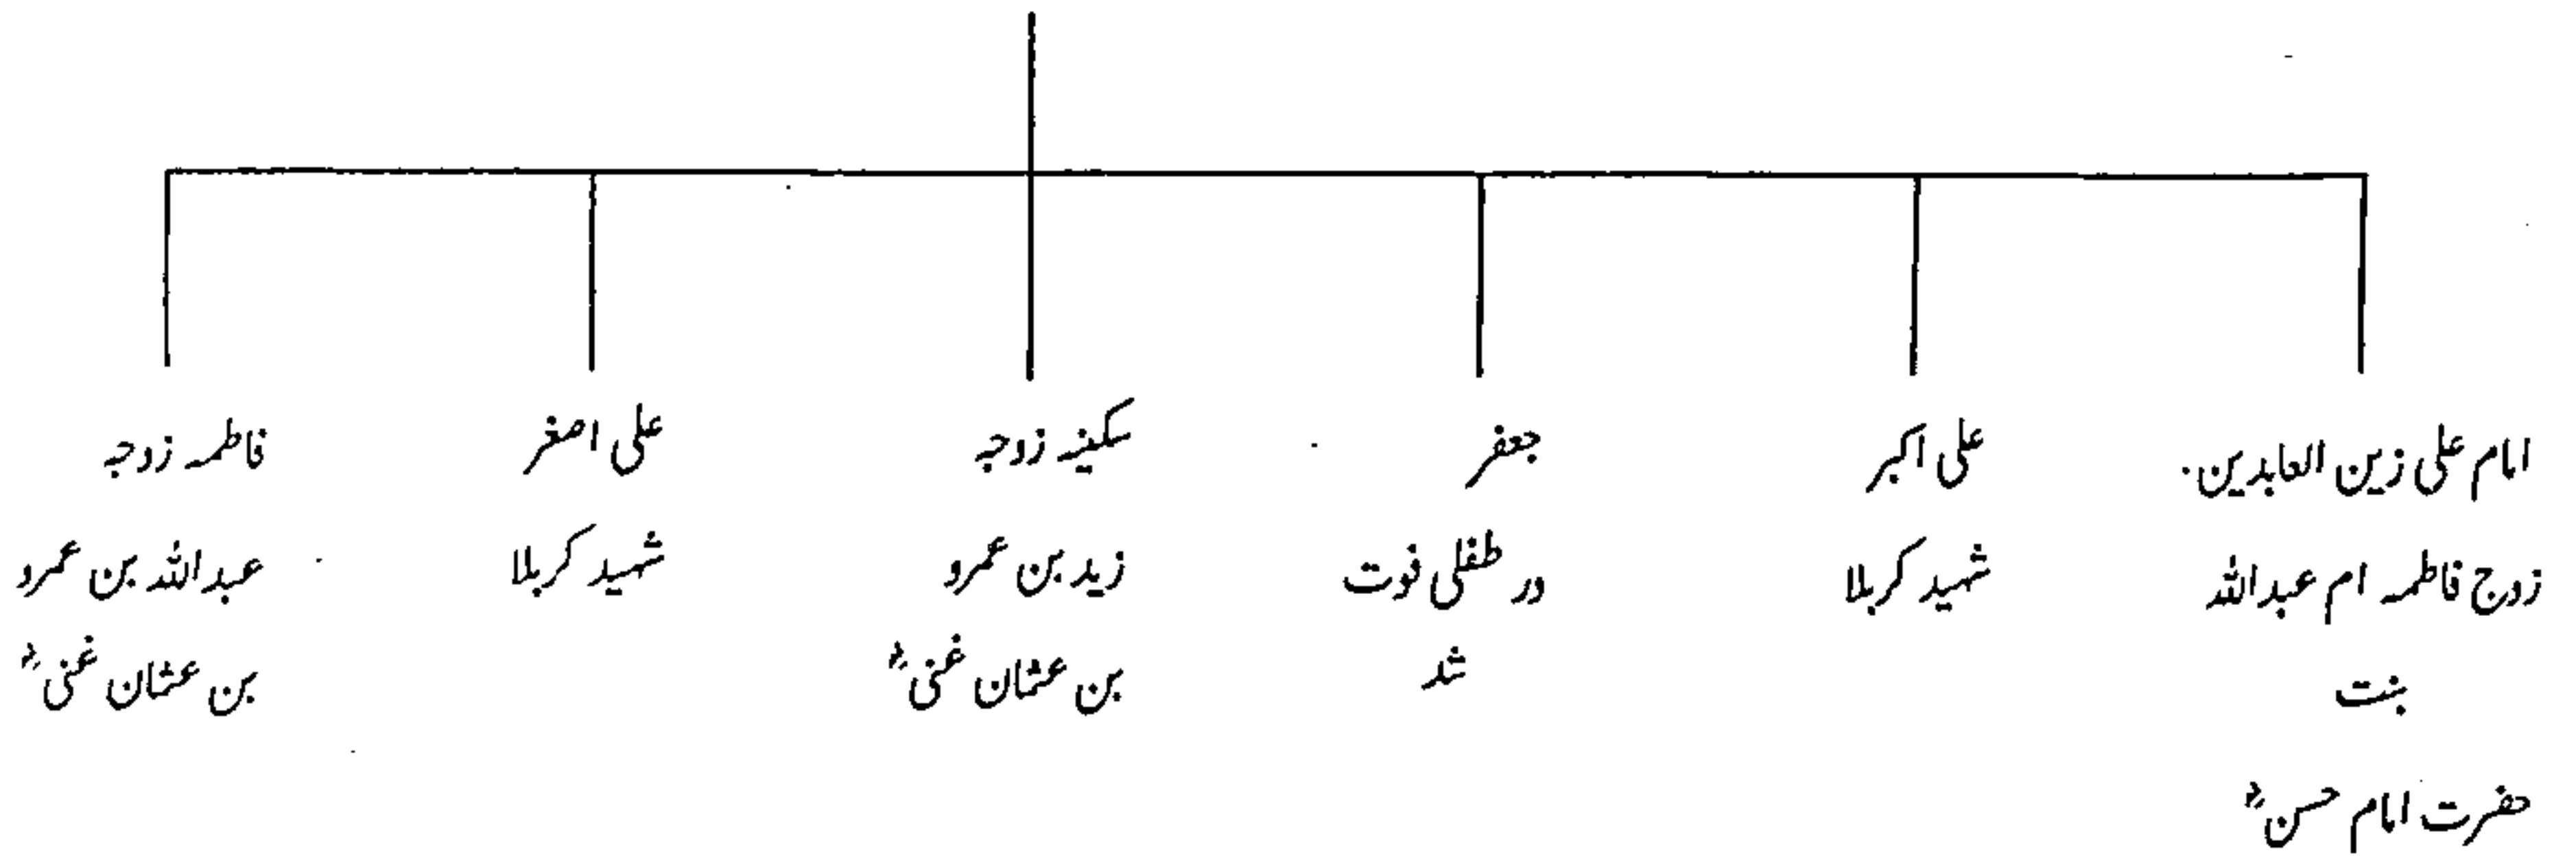 امام علی زین العابدین
زوج فاطمہ ام عبداللہ
بنت
حضرت امام حسنؓ
علی اکبر
شہید کربلا
جعفر
در طفلی فوت
شد
سکینہ زوجہ
زید بن عمرو
بن عثمان غنیؓ
علی اصغر
شہید کربلا
فاطمہ زوجہ
عبداللہ بن عمرو
بن عثمان غنیؓ